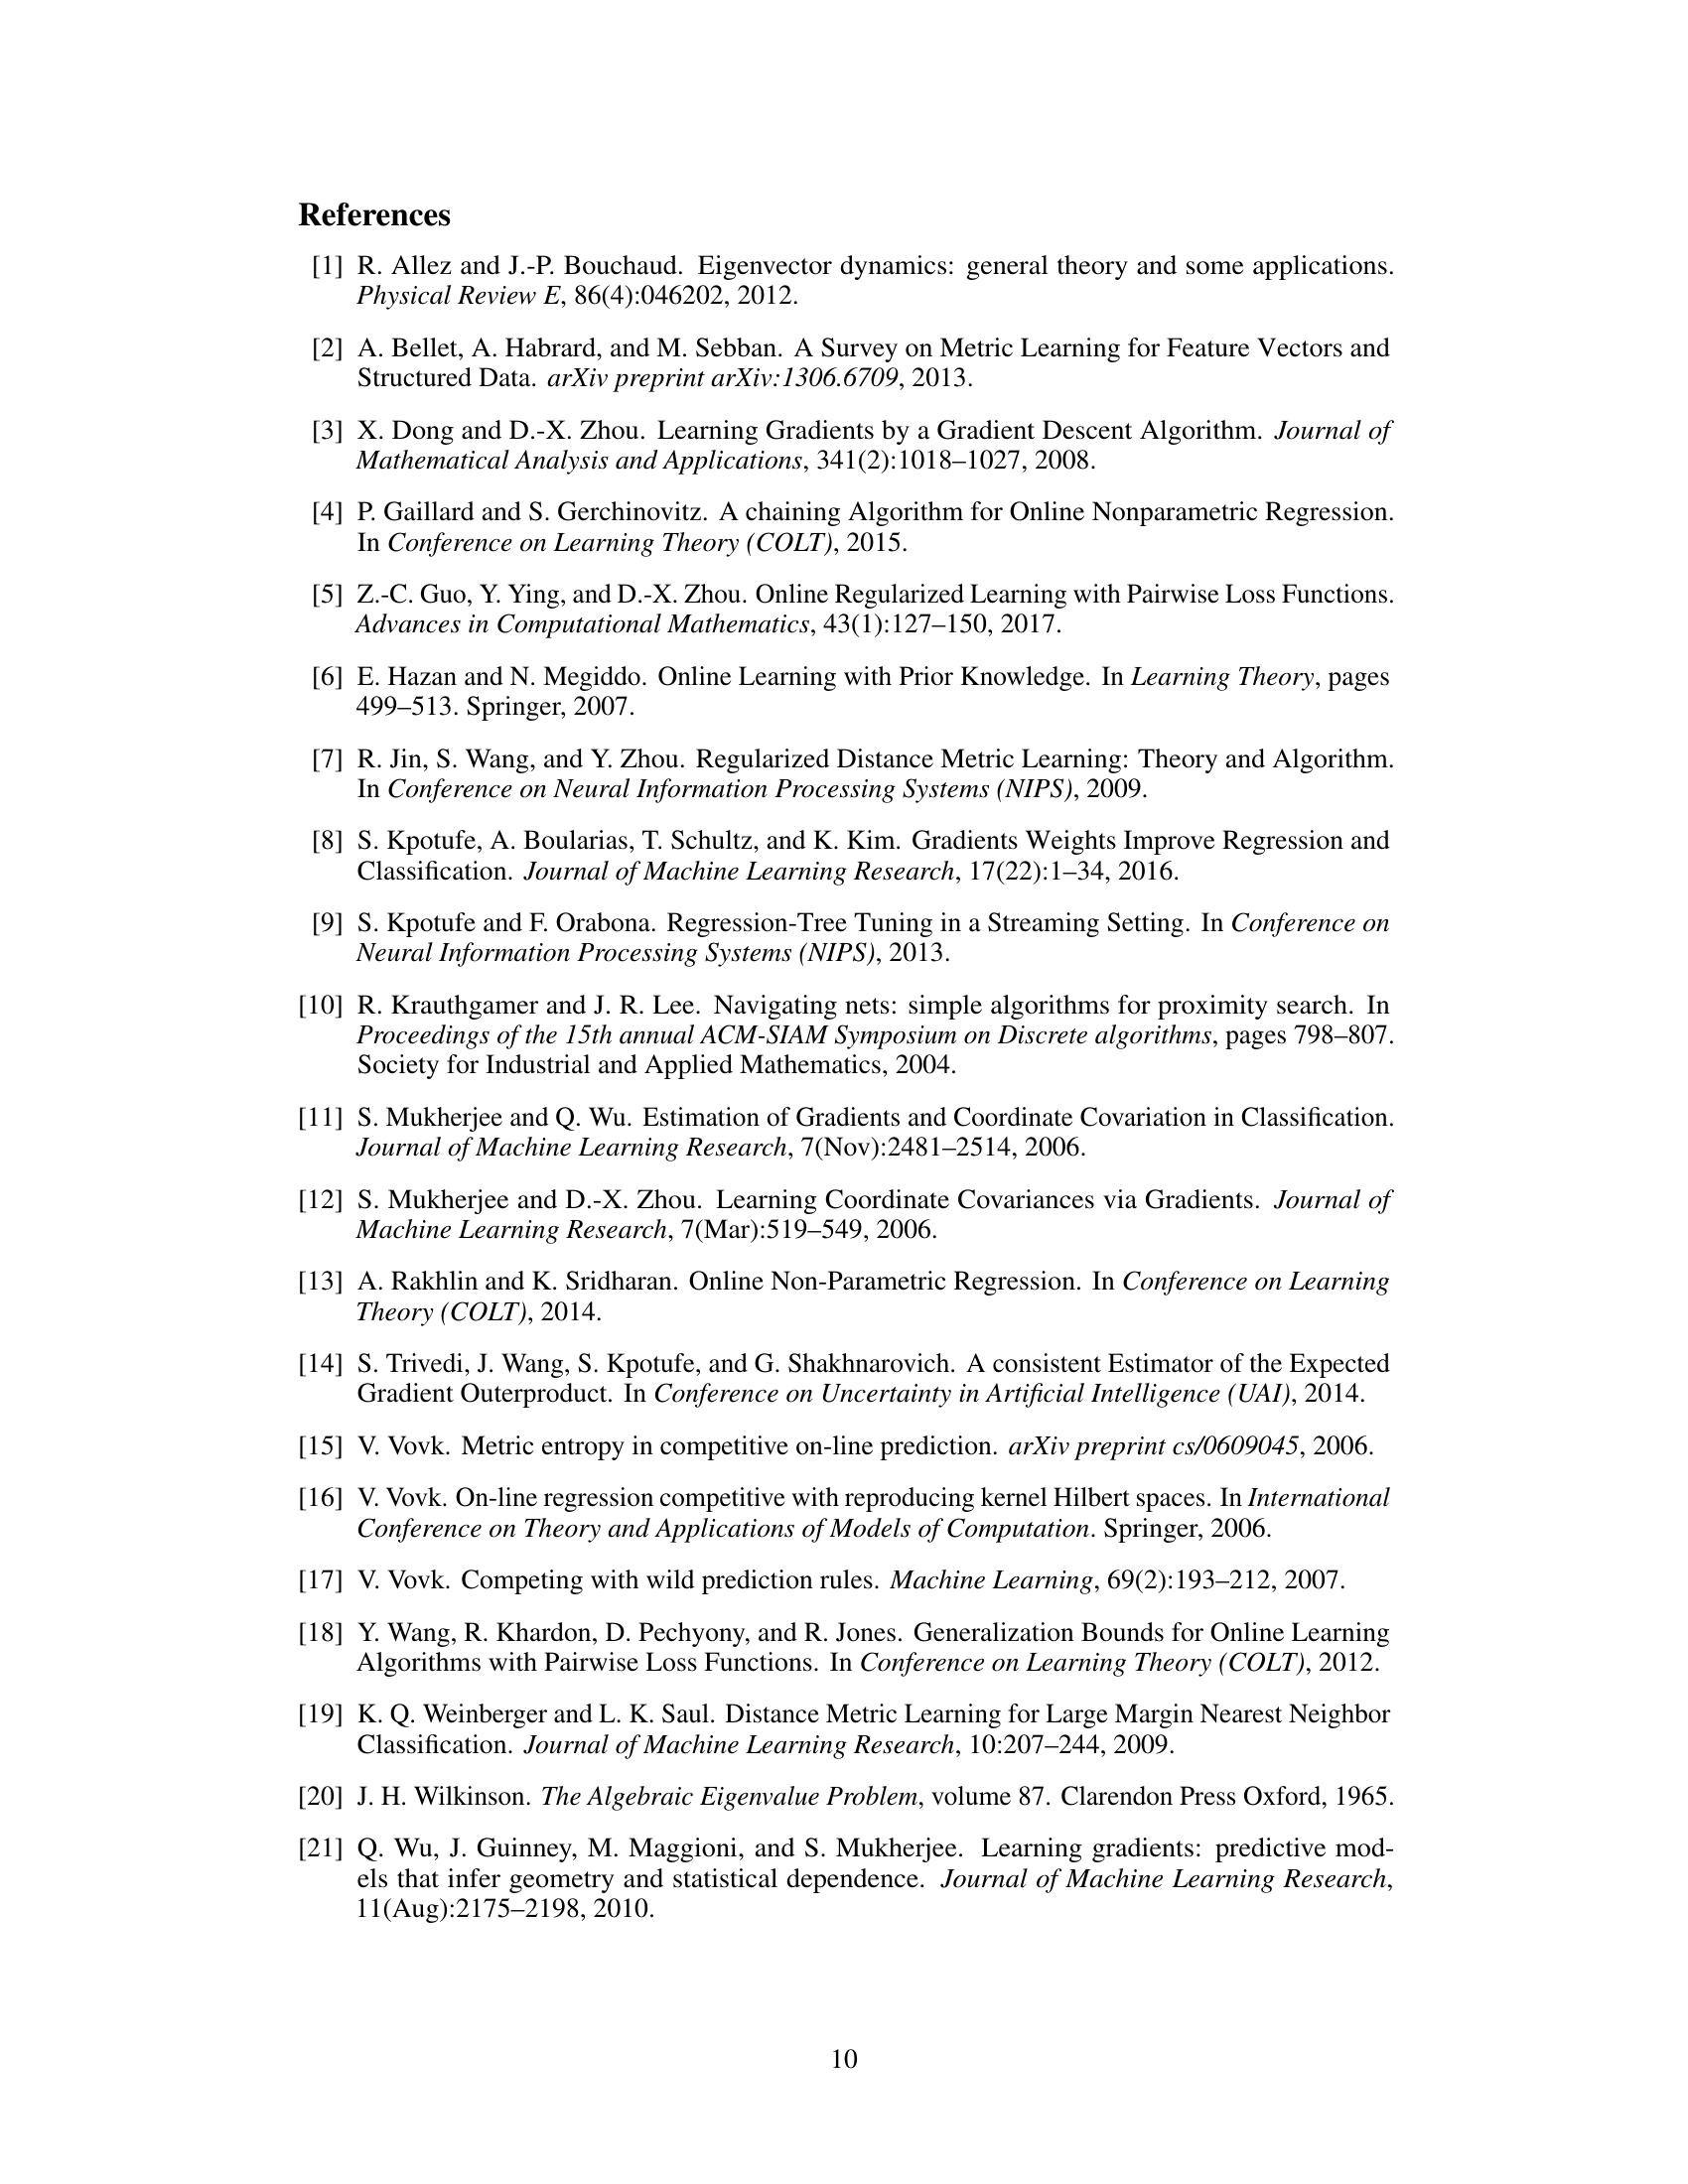 References
[1] R. Allez and J.-P. Bouchaud. Eigenvector dynamics: general theory and some applications.
Physical Review E, 86(4):046202, 2012.
[2] A. Bellet, A. Habrard, and M. Sebban. A Survey on Metric Learning for Feature Vectors and
Structured Data. arXiv preprint arXiv:1306.6709, 2013.
[3] X. Dong and D.-X. Zhou. Learning Gradients by a Gradient Descent Algorithm. Journal of
Mathematical Analysis and Applications, 341(2):1018–1027, 2008.
[4] P. Gaillard and S. Gerchinovitz. A chaining Algorithm for Online Nonparametric Regression.
In Conference on Learning Theory (COLT), 2015.
[5] Z.-C. Guo, Y. Ying, and D.-X. Zhou. Online Regularized Learning with Pairwise Loss Functions.
Advances in Computational Mathematics, 43(1):127–150, 2017.
[6] E. Hazan and N. Megiddo. Online Learning with Prior Knowledge. In Learning Theory, pages
499–513. Springer, 2007.
[7] R. Jin, S. Wang, and Y. Zhou. Regularized Distance Metric Learning: Theory and Algorithm.
In Conference on Neural Information Processing Systems (NIPS), 2009.
[8] S. Kpotufe, A. Boularias, T. Schultz, and K. Kim. Gradients Weights Improve Regression and
Classification. Journal of Machine Learning Research, 17(22):1–34, 2016.
[9] S. Kpotufe and F. Orabona. Regression-Tree Tuning in a Streaming Setting. In Conference on
Neural Information Processing Systems (NIPS), 2013.
[10] R. Krauthgamer and J. R. Lee. Navigating nets: simple algorithms for proximity search. In
Proceedings of the 15th annual ACM-SIAM Symposium on Discrete algorithms, pages 798–807.
Society for Industrial and Applied Mathematics, 2004.
[11] S. Mukherjee and Q. Wu. Estimation of Gradients and Coordinate Covariation in Classification.
Journal of Machine Learning Research, 7(Nov):2481–2514, 2006.
[12] S. Mukherjee and D.-X. Zhou. Learning Coordinate Covariances via Gradients. Journal of
Machine Learning Research, 7(Mar):519–549, 2006.
[13] A. Rakhlin and K. Sridharan. Online Non-Parametric Regression. In Conference on Learning
Theory (COLT), 2014.
[14] S. Trivedi, J. Wang, S. Kpotufe, and G. Shakhnarovich. A consistent Estimator of the Expected
Gradient Outerproduct. In Conference on Uncertainty in Artificial Intelligence (UAI), 2014.
[15] V. Vovk. Metric entropy in competitive on-line prediction. arXiv preprint cs/0609045, 2006.
[16] V. Vovk. On-line regression competitive with reproducing kernel Hilbert spaces. In International
Conference on Theory and Applications of Models of Computation. Springer, 2006.
[17] V. Vovk. Competing with wild prediction rules. Machine Learning, 69(2):193–212, 2007.
[18] Y. Wang, R. Khardon, D. Pechyony, and R. Jones. Generalization Bounds for Online Learning
Algorithms with Pairwise Loss Functions. In Conference on Learning Theory (COLT), 2012.
[19] K. Q. Weinberger and L. K. Saul. Distance Metric Learning for Large Margin Nearest Neighbor
Classification. Journal of Machine Learning Research, 10:207–244, 2009.
[20] J. H. Wilkinson. The Algebraic Eigenvalue Problem, volume 87. Clarendon Press Oxford, 1965.
[21] Q. Wu, J. Guinney, M. Maggioni, and S. Mukherjee. Learning gradients: predictive mod-
els that infer geometry and statistical dependence. Journal of Machine Learning Research,
11(Aug):2175–2198, 2010.
10